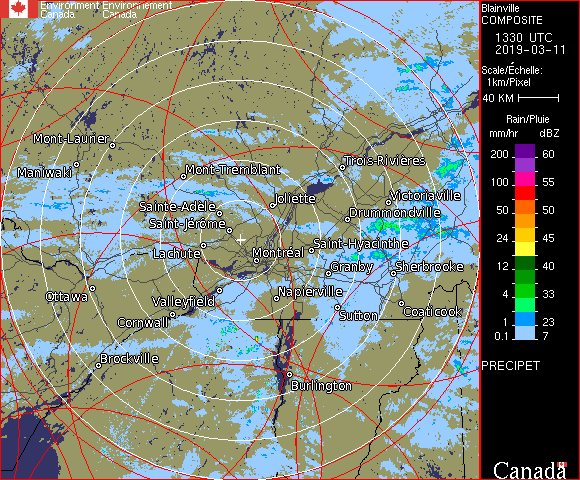 Environment Environnement
Canada Canada
Blainville
COMPOSITE
1330 UTC
2019-03-11
Scale/Échelle:
1km/Pixel
40 KM
Rain/Pluie
mm/hr dBZ
200 60
100 55
50 50
24 45
12 40
4 33
1 23
0.1 7
PRECIPET
Canada
Mont-Laurier
Maniwaki
Mont-Tremblant
Trois-Rivières
Sainte-Adèle
Joliette
Victoriaville
Saint-Jérôme
Drummondville
Lachute
Montréal
Saint-Hyacinthe
Granby
Sherbrooke
Ottawa
Valleyfield
Napierville
Cornwall
Sutton
Coaticook
Brockville
Burlington